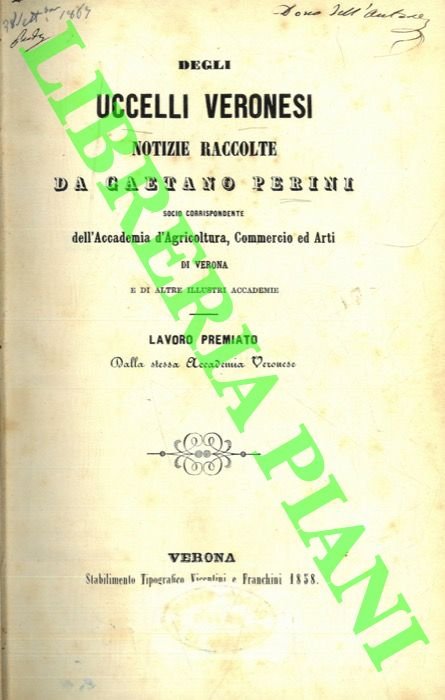 Dono dell'Autore
DEGLI
UCCELLI VERONESI
NOTIZIE RACCOLTE
DA GAETANO PERINI
SOCIO CORRISPONDENTE
dell'Accademia d'Agricoltura, Commercio ed Arti
DI VERONA
E DI ALTRE ILLUSTRI ACCADEMIE
LAVORO PREMIATO
Dalla stessa Accademia Veronese
VERONA
Stabilimento Tipografico Vicentini e Franchini 1858.
LIBRERIA PIANI